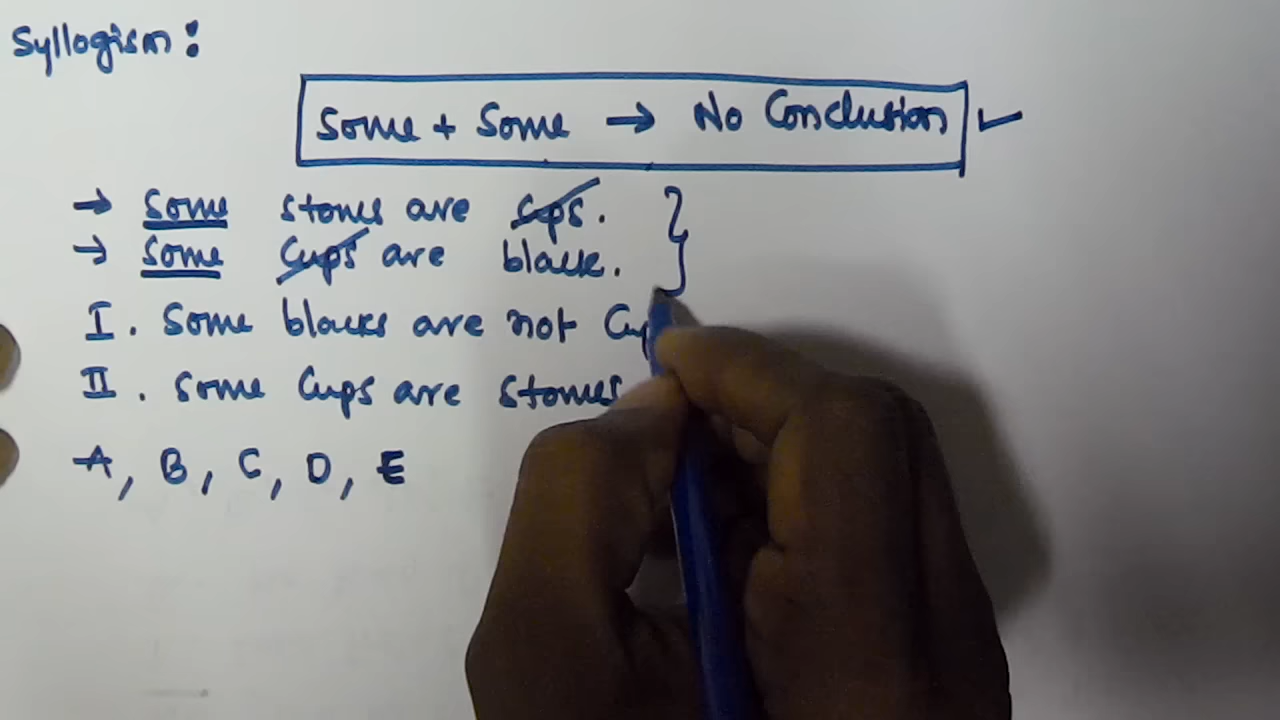 Syllogism:
Some + Some → No Conclusion ✓
→ Some stones are cups.
→ Some Cups are black.
I. Some blacks are not Cup
II. Some Cups are stones
A, B, C, D, E